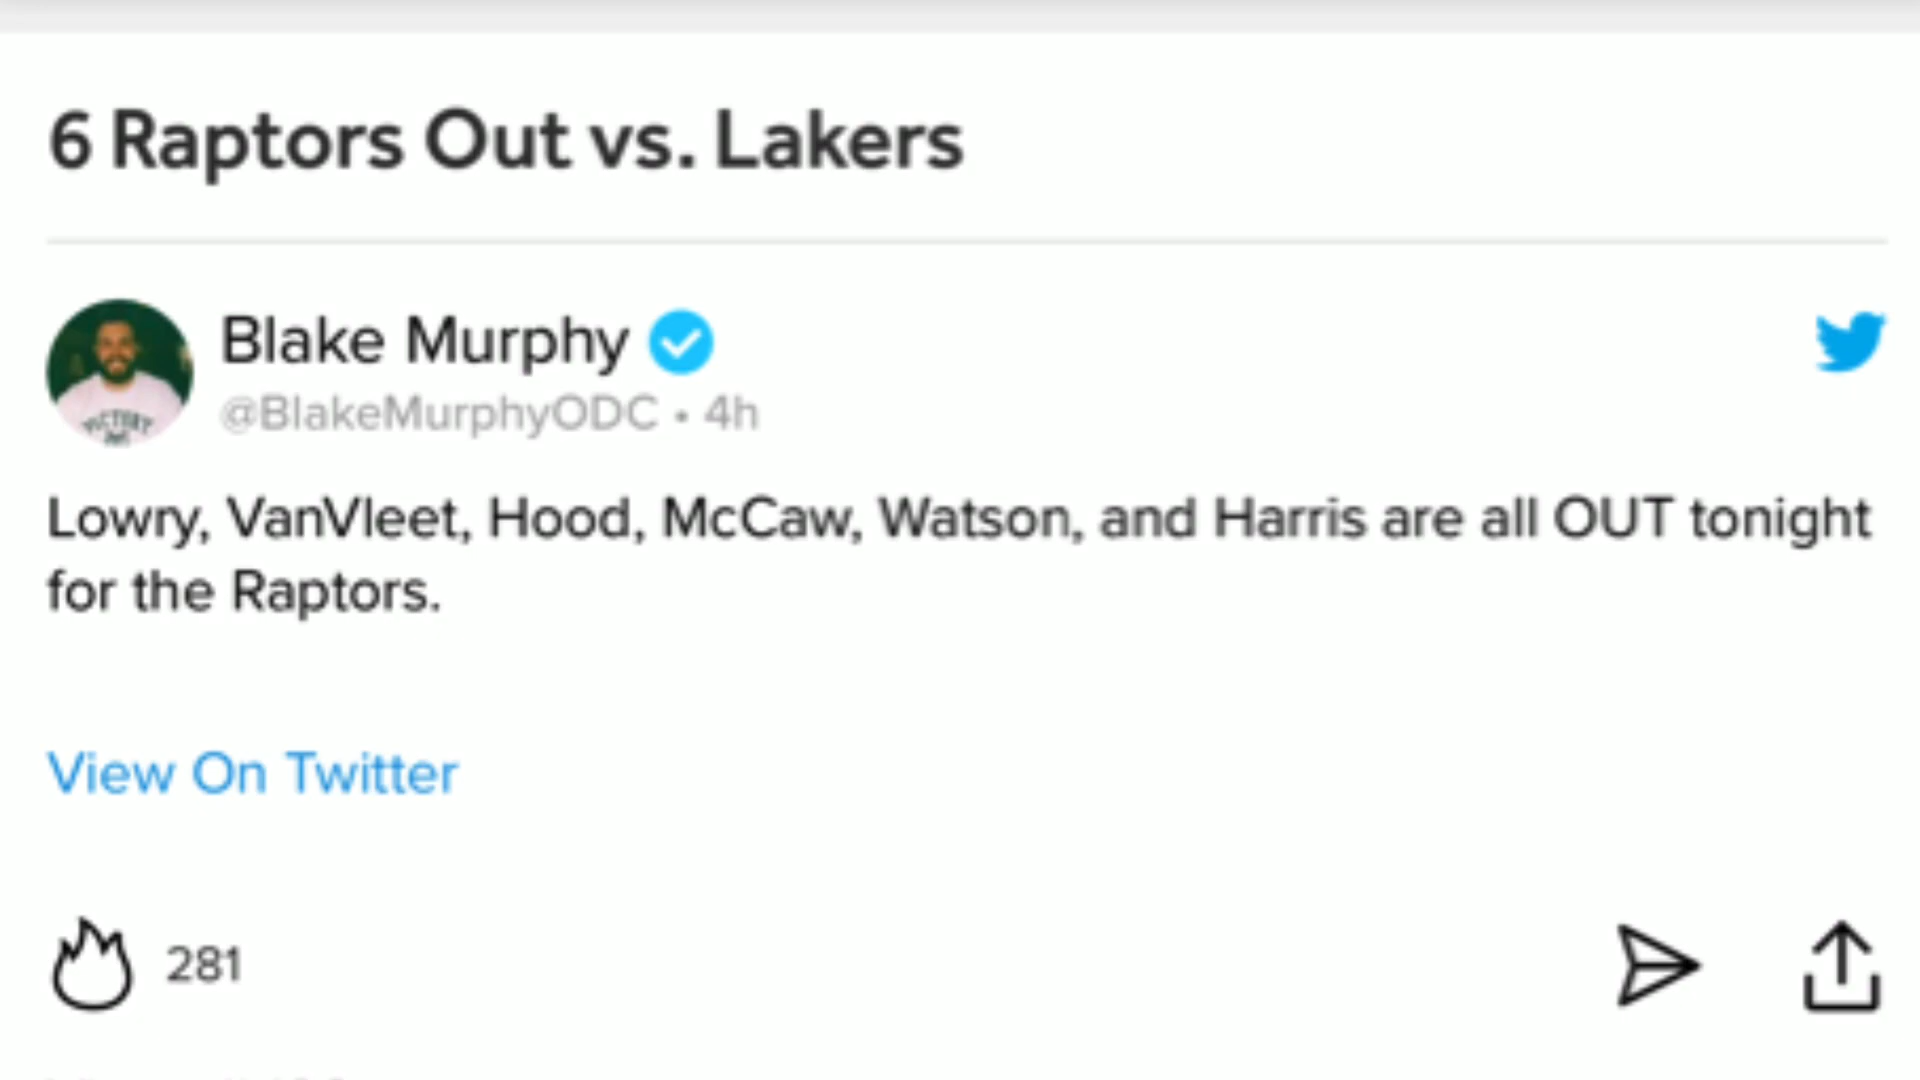 6 Raptors Out vs. Lakers
Blake Murphy
@BlakeMurphyODC • 4h
Lowry, VanVleet, Hood, McCaw, Watson, and Harris are all OUT tonight
for the Raptors.
View On Twitter
281